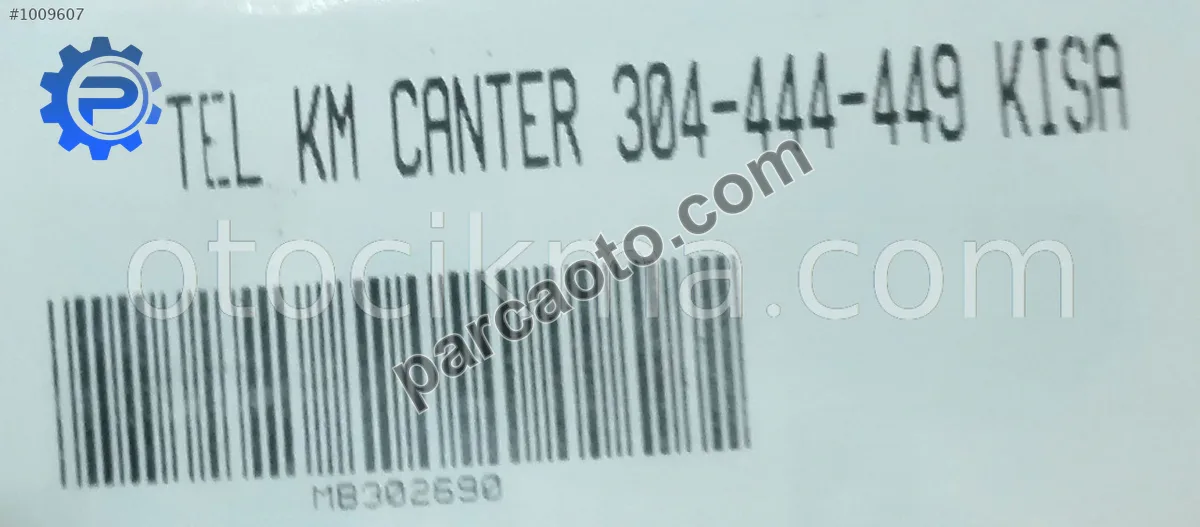 #1009607
TEL KM CANTER 304-444-449 KISA
parcaoto.com
otocikma.com
MB302690